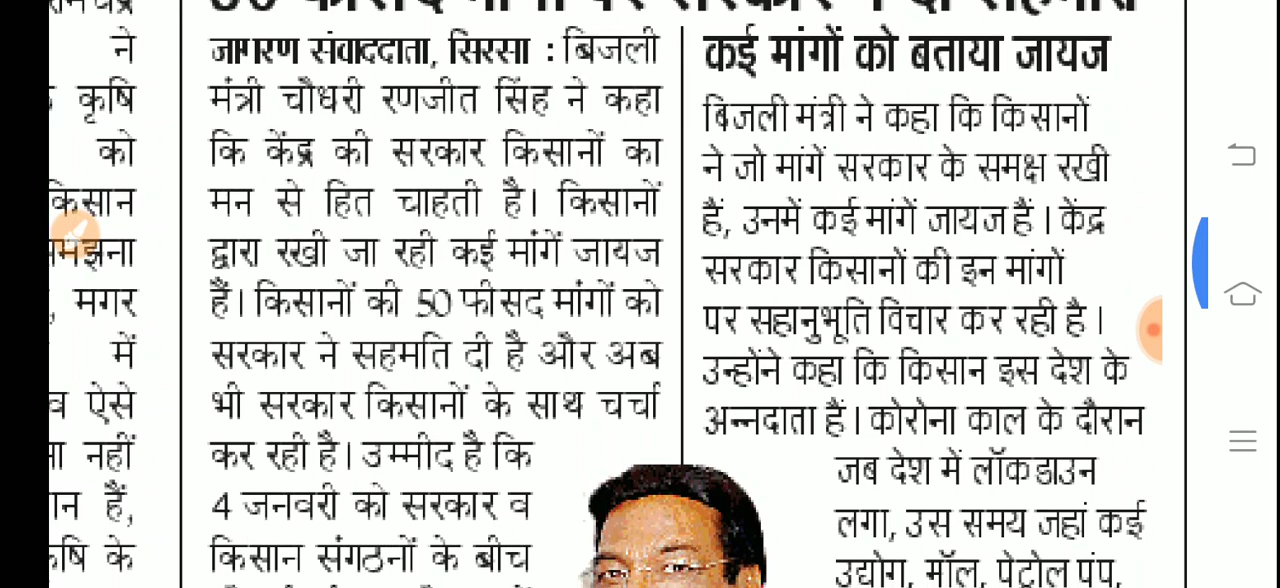 ने
कृषि
को
किसान
समझना
, मगर
में
व ऐसे
नहीं
हैं,
के
जागरण संवाददाता, सिरसा : बिजली
मंत्री चौधरी रणजीत सिंह ने कहा
कि केंद्र की सरकार किसानों का
मन से हित चाहती है। किसानों
द्वारा रखी जा रही कई मांगें जायज
हैं। किसानों की 50 फीसद मांगों को
सरकार ने सहमति दी है और अब
भी सरकार किसानों के साथ चर्चा
कर रही है। उम्मीद है कि
4 जनवरी को सरकार व
किसान संगठनों के बीच
कई मांगों को बताया जायज
बिजली मंत्री ने कहा कि किसानों
ने जो मांगें सरकार के समक्ष रखी
हैं, उनमें कई मांगें जायज हैं। केंद्र
सरकार किसानों की इन मांगों
पर सहानुभूति विचार कर रही है।
उन्होंने कहा कि किसान इस देश के
अन्नदाता हैं। कोरोना काल के दौरान
जब देश में लॉकडाउन
लगा, उस समय जहां कई
उद्योग, मॉल, पेट्रोल पंप,